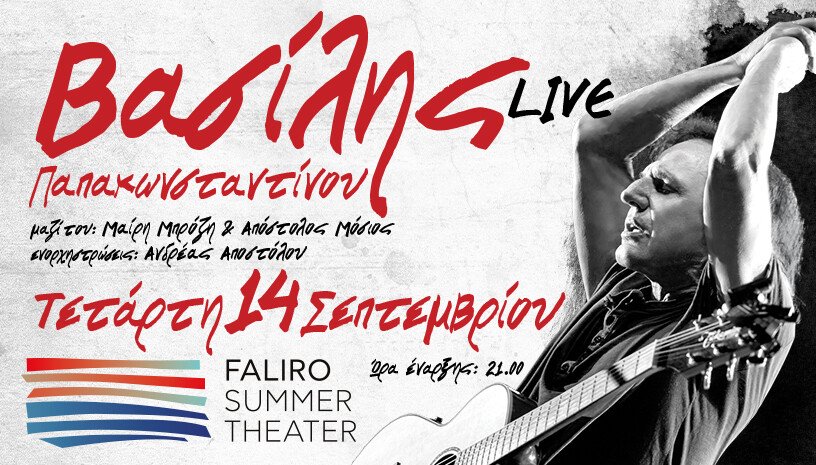 Βασίλης LIVE
Παπακωνσταντίνου
μαζί του: Μαίρη Μπρόζη & Απόστολος Μόσιος
ενορχηστρώσεις: Ανδρέας Αποστόλου
Τετάρτη 14 Σεπτεμβρίου
Ώρα έναρξης: 21.00
FALIRO
SUMMER
THEATER